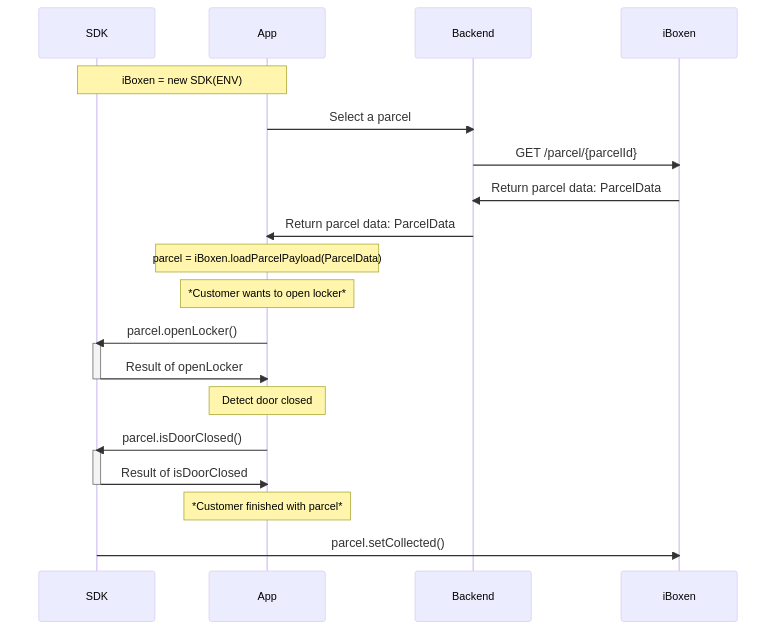 SDK
App
Backend
iBoxen
iBoxen = new SDK(ENV)
Select a parcel
GET /parcel/{parcelId}
Return parcel data: ParcelData
Return parcel data: ParcelData
parcel = iBoxen.loadParcelPayload(ParcelData)
*Customer wants to open locker*
parcel.openLocker()
Result of openLocker
Detect door closed
parcel.isDoorClosed()
Result of isDoorClosed
*Customer finished with parcel*
parcel.setCollected()
SDK
App
Backend
iBoxen